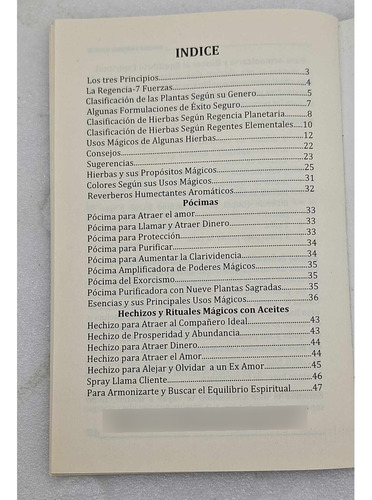 INDICE
Los tres Principios..........3
La Regencia-7 Fuerzas..........4
Clasificación de las Plantas Según su Genero..........5
Algunas Formulaciones de Éxito Seguro..........7
Clasificación de Hierbas Según Regencia Planetaria..........8
Clasificación de Hierbas Según Regentes Elementales....10
Usos Mágicos de Algunas Hierbas..........12
Consejos..........22
Sugerencias..........23
Hierbas y sus Propósitos Mágicos..........25
Colores Según sus Usos Mágicos..........31
Reverberos Humectantes Aromáticos..........32
Pócimas
Pócima para Atraer el amor..........33
Pócima para Llamar y Atraer Dinero..........33
Pócima para Protección..........33
Pócima para Purificar..........34
Pócima para Aumentar la Clarividencia..........34
Pócima Amplificadora de Poderes Mágicos..........35
Pócima del Exorcismo..........35
Pócima Purificadora con Nueve Plantas Sagradas..........35
Esencias y sus Principales Usos Mágicos..........36
Hechizos y Rituales Mágicos con Aceites
Hechizo para Atraer al Compañero Ideal..........43
Hechizo de Prosperidad y Abundancia..........43
Hechizo para Atraer Dinero..........44
Hechizo para Atraer el Amor..........44
Hechizo para Alejar y Olvidar a un Ex Amor..........45
Spray Llama Cliente..........46
Para Armonizarte y Buscar el Equilibrio Espiritual..........47